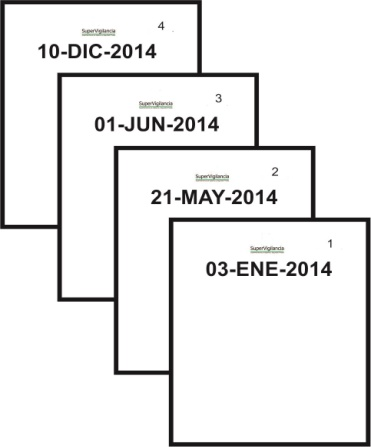 4
SuperVigilancia
10-DIC-2014
3
SuperVigilancia
01-JUN-2014
2
SuperVigilancia
21-MAY-2014
1
SuperVigilancia
03-ENE-2014